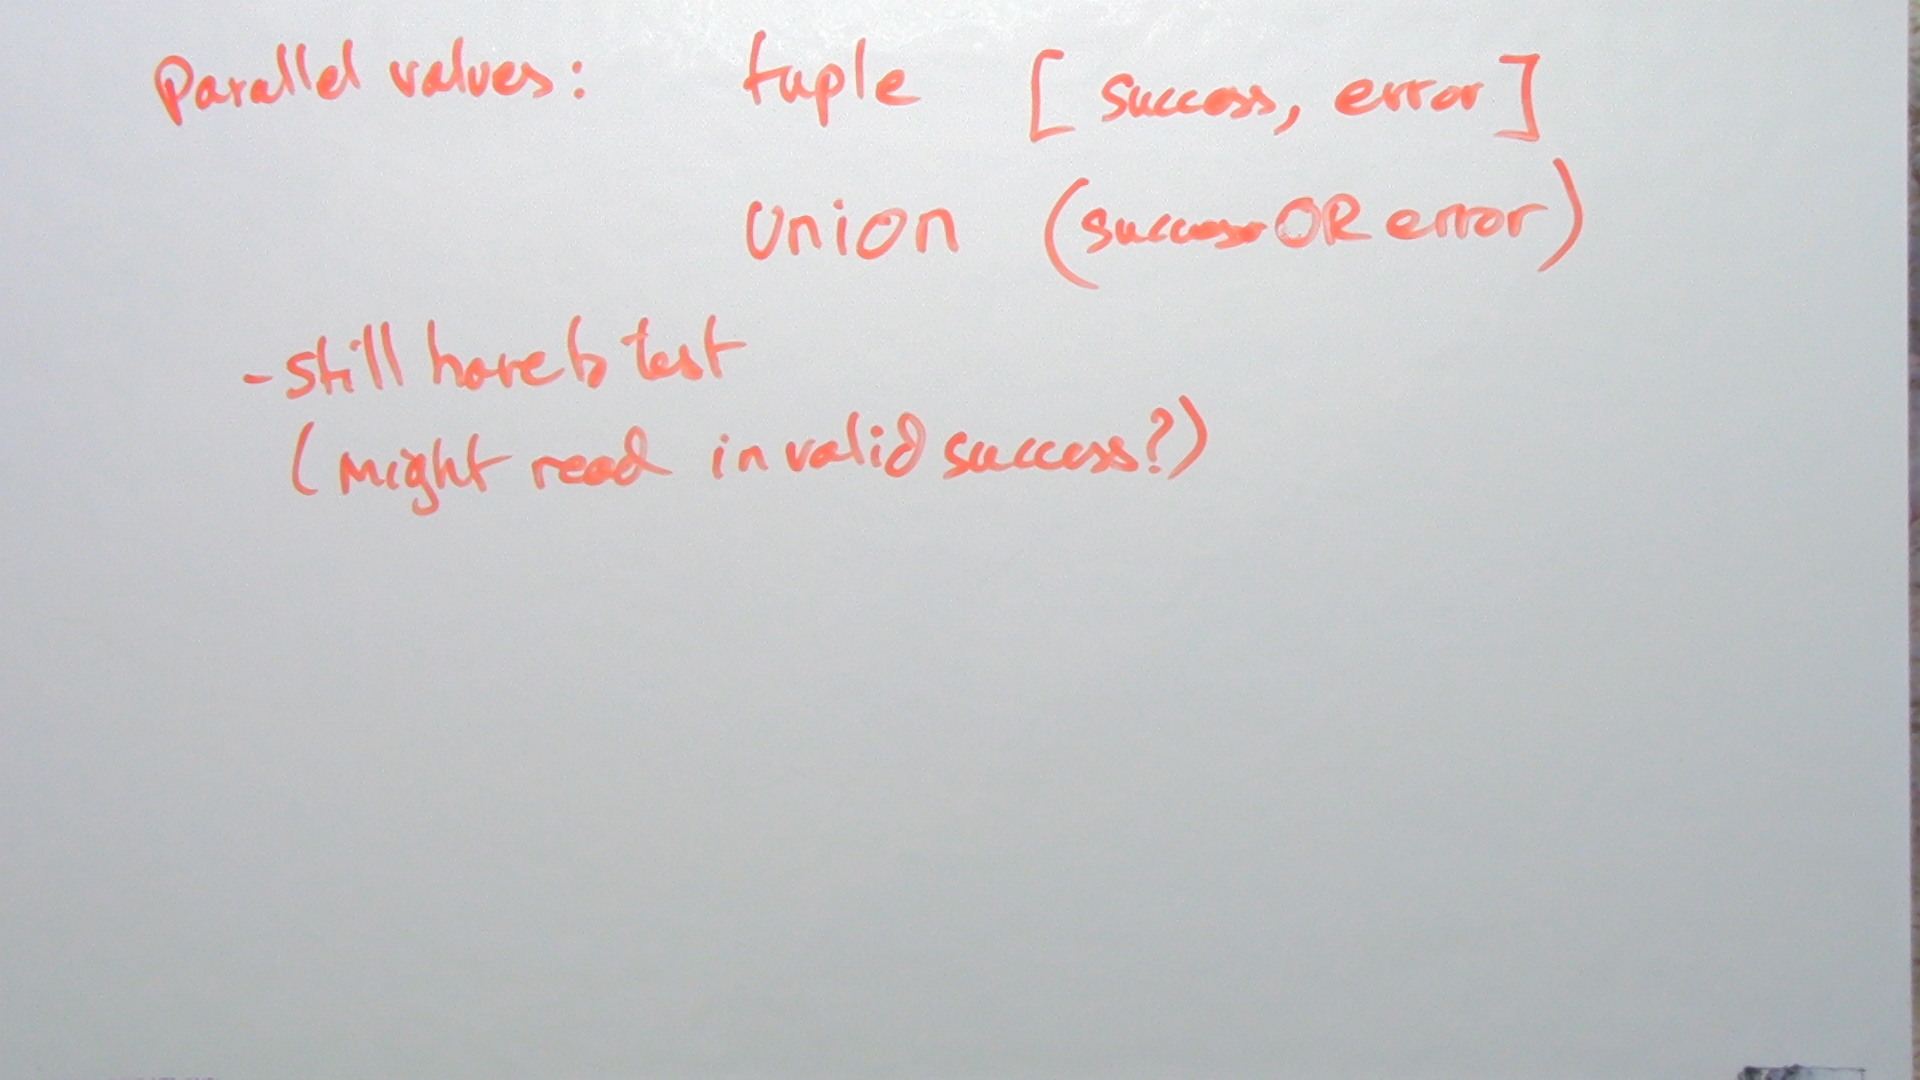 Parallel values: tuple [success, error]
union (success OR error)
- still have to test
(might read invalid success?)